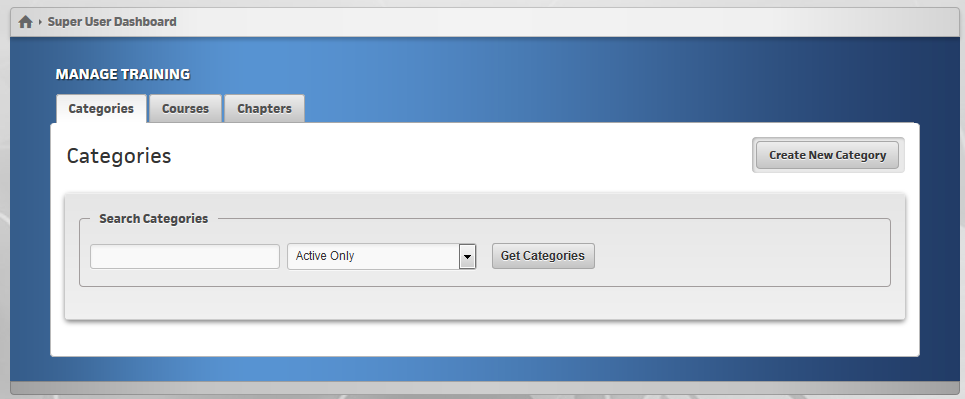 Super User Dashboard
MANAGE TRAINING
Categories Courses Chapters
Categories Create New Category
Search Categories
Active Only Get Categories